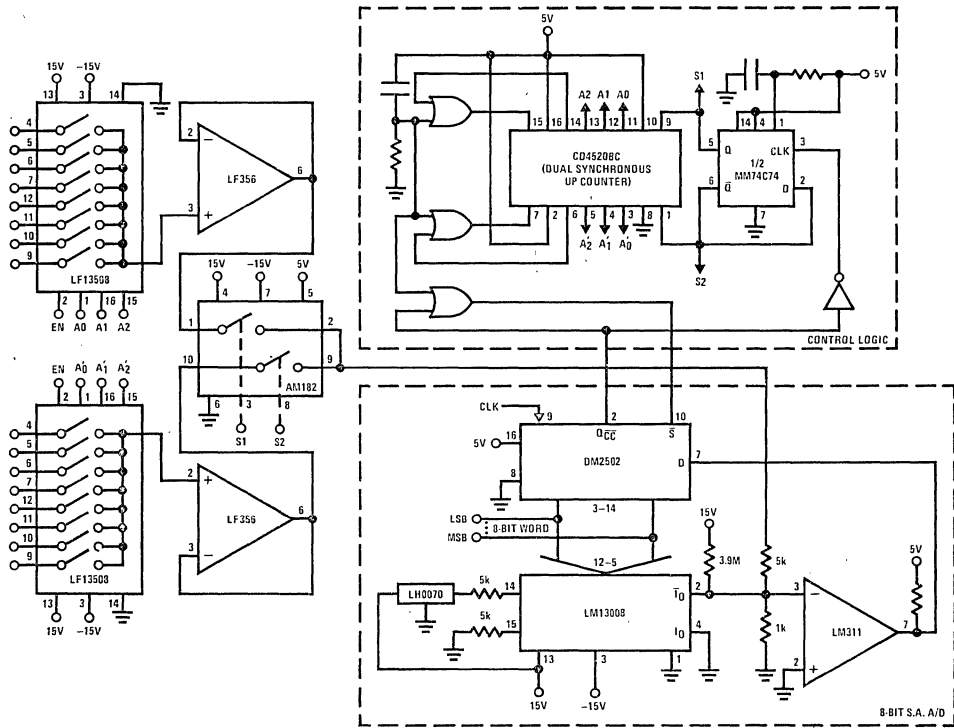 15V -15V
13 3 14
4
5
6
7
12
11
10
9
LF13508
2 1 16 15
EN A0 A1 A2
2
−
LF356
6
3
+
15V -15V 5V
4 7 5
1 2
10 9
AM182
6 3 8
S1 S2
EN A'0 A'1 A'2
2 1 16 15
4
5
6
7
12
11
10
9
LF13508
13 3 14
15V -15V
2
+
LF356
6
3
−
5V
A2 A1 A0
15 16 14 13 12 11 10 9
CD4520BC
(DUAL SYNCHRONOUS
UP COUNTER)
7 2 6 5 4 3 8 1
A'2 A'1 A'0
S1
5V
14 4 1
5 Q CLK 3
1/2
MM74C74
6 Q̅ D 2
7
S2
CONTROL LOGIC
CLK 9 2 10
QC̅C̅ S̅
5V 16
DM2502
D 7
8
3-14
LSB
8-BIT WORD
MSB
12-5
LH0070 5k 14
5k 15
LM13008
I̅O 2
IO 4
13 3 1
15V -15V
15V
3.9M
5k
1k
3 −
LM311
7
2 +
5V
8-BIT S.A. A/D